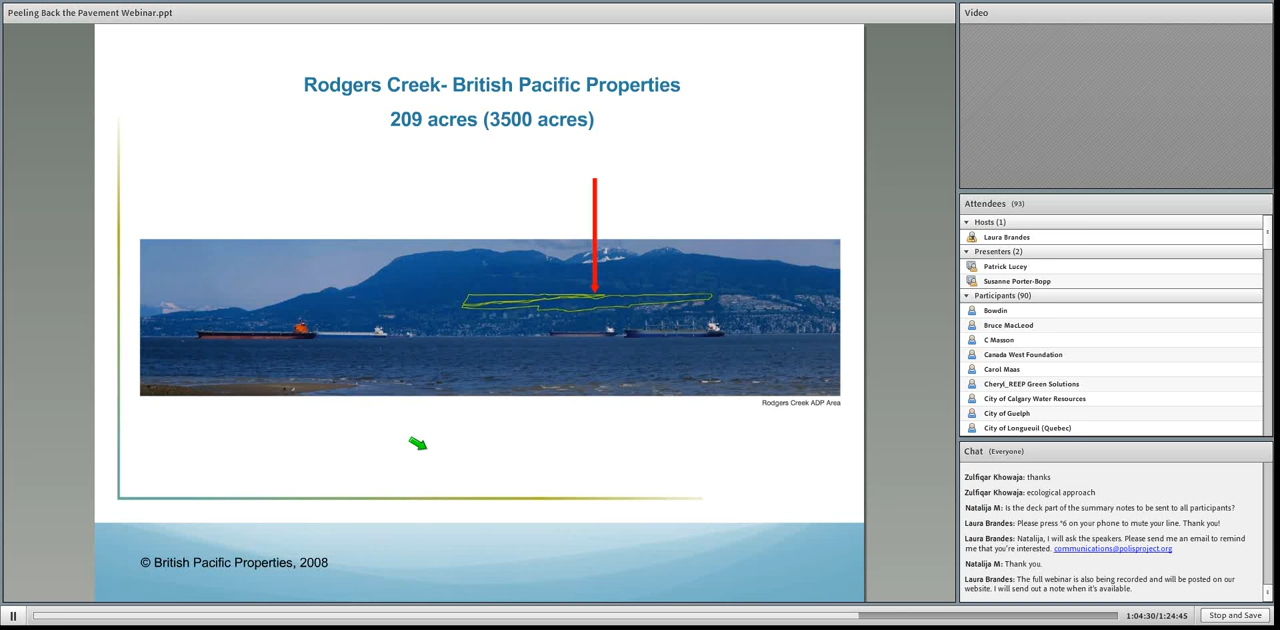 Peeling Back the Pavement Webinar.ppt
Rodgers Creek- British Pacific Properties
209 acres (3500 acres)
Rodgers Creek ADP Area
© British Pacific Properties, 2008
Video
Attendees (93)
Hosts (1)
Laura Brandes
Presenters (2)
Patrick Lucey
Susanne Porter-Bopp
Participants (90)
Bowdin
Bruce MacLeod
C Masson
Canada West Foundation
Carol Maas
Cheryl_REEP Green Solutions
City of Calgary Water Resources
City of Guelph
City of Longueuil (Quebec)
Chat (Everyone)
Zulfiqar Khowaja: thanks
Zulfiqar Khowaja: ecological approach
Natalija M: Is the deck part of the summary notes to be sent to all participants?
Laura Brandes: Please press *6 on your phone to mute your line. Thank you!
Laura Brandes: Natalija, I will ask the speakers. Please send me an email to remind
me that you're interested. communications@polisproject.org
Natalija M: Thank you.
Laura Brandes: The full webinar is also being recorded and will be posted on our
website. I will send out a note when it's available.
1:04:30/1:24:45
Stop and Save